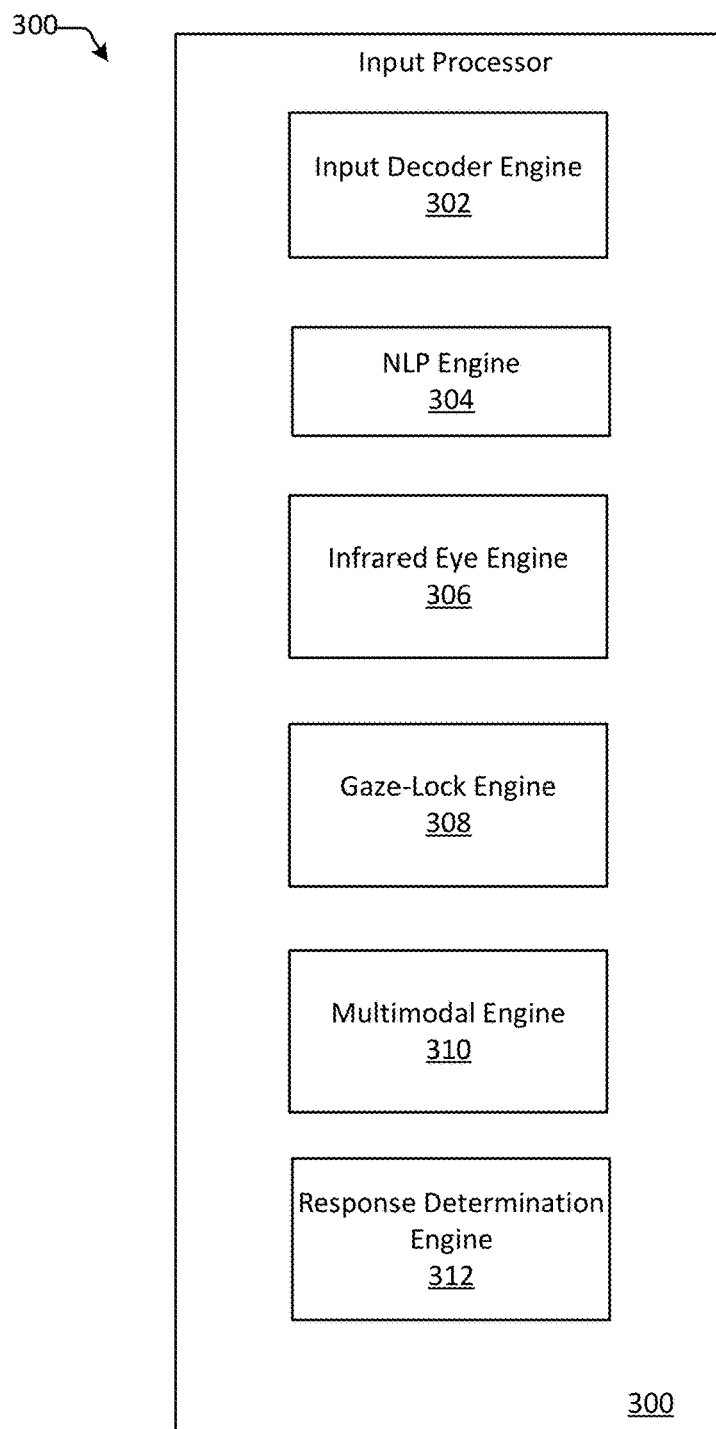 300
Input Processor
Input Decoder Engine
302
NLP Engine
304
Infrared Eye Engine
306
Gaze-Lock Engine
308
Multimodal Engine
310
Response Determination
Engine
312
300